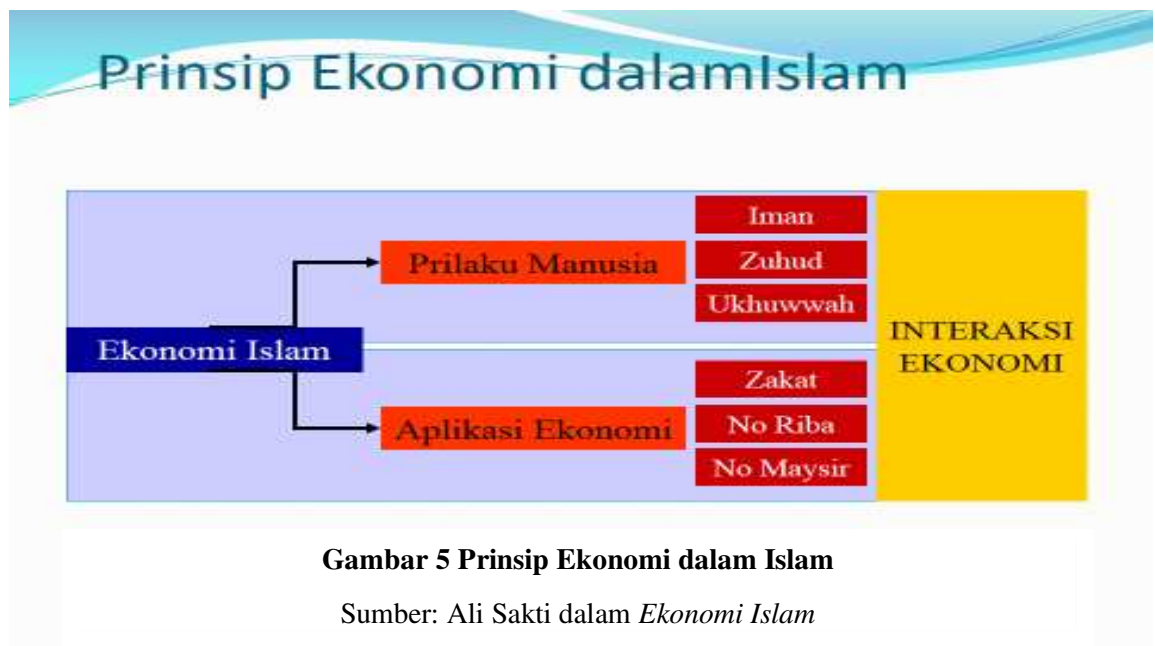 Prinsip Ekonomi dalamIslam
Ekonomi Islam
Prilaku Manusia
Iman
Zuhud
Ukhuwwah
Aplikasi Ekonomi
Zakat
No Riba
No Maysir
INTERAKSI
EKONOMI
Gambar 5 Prinsip Ekonomi dalam Islam
Sumber: Ali Sakti dalam Ekonomi Islam